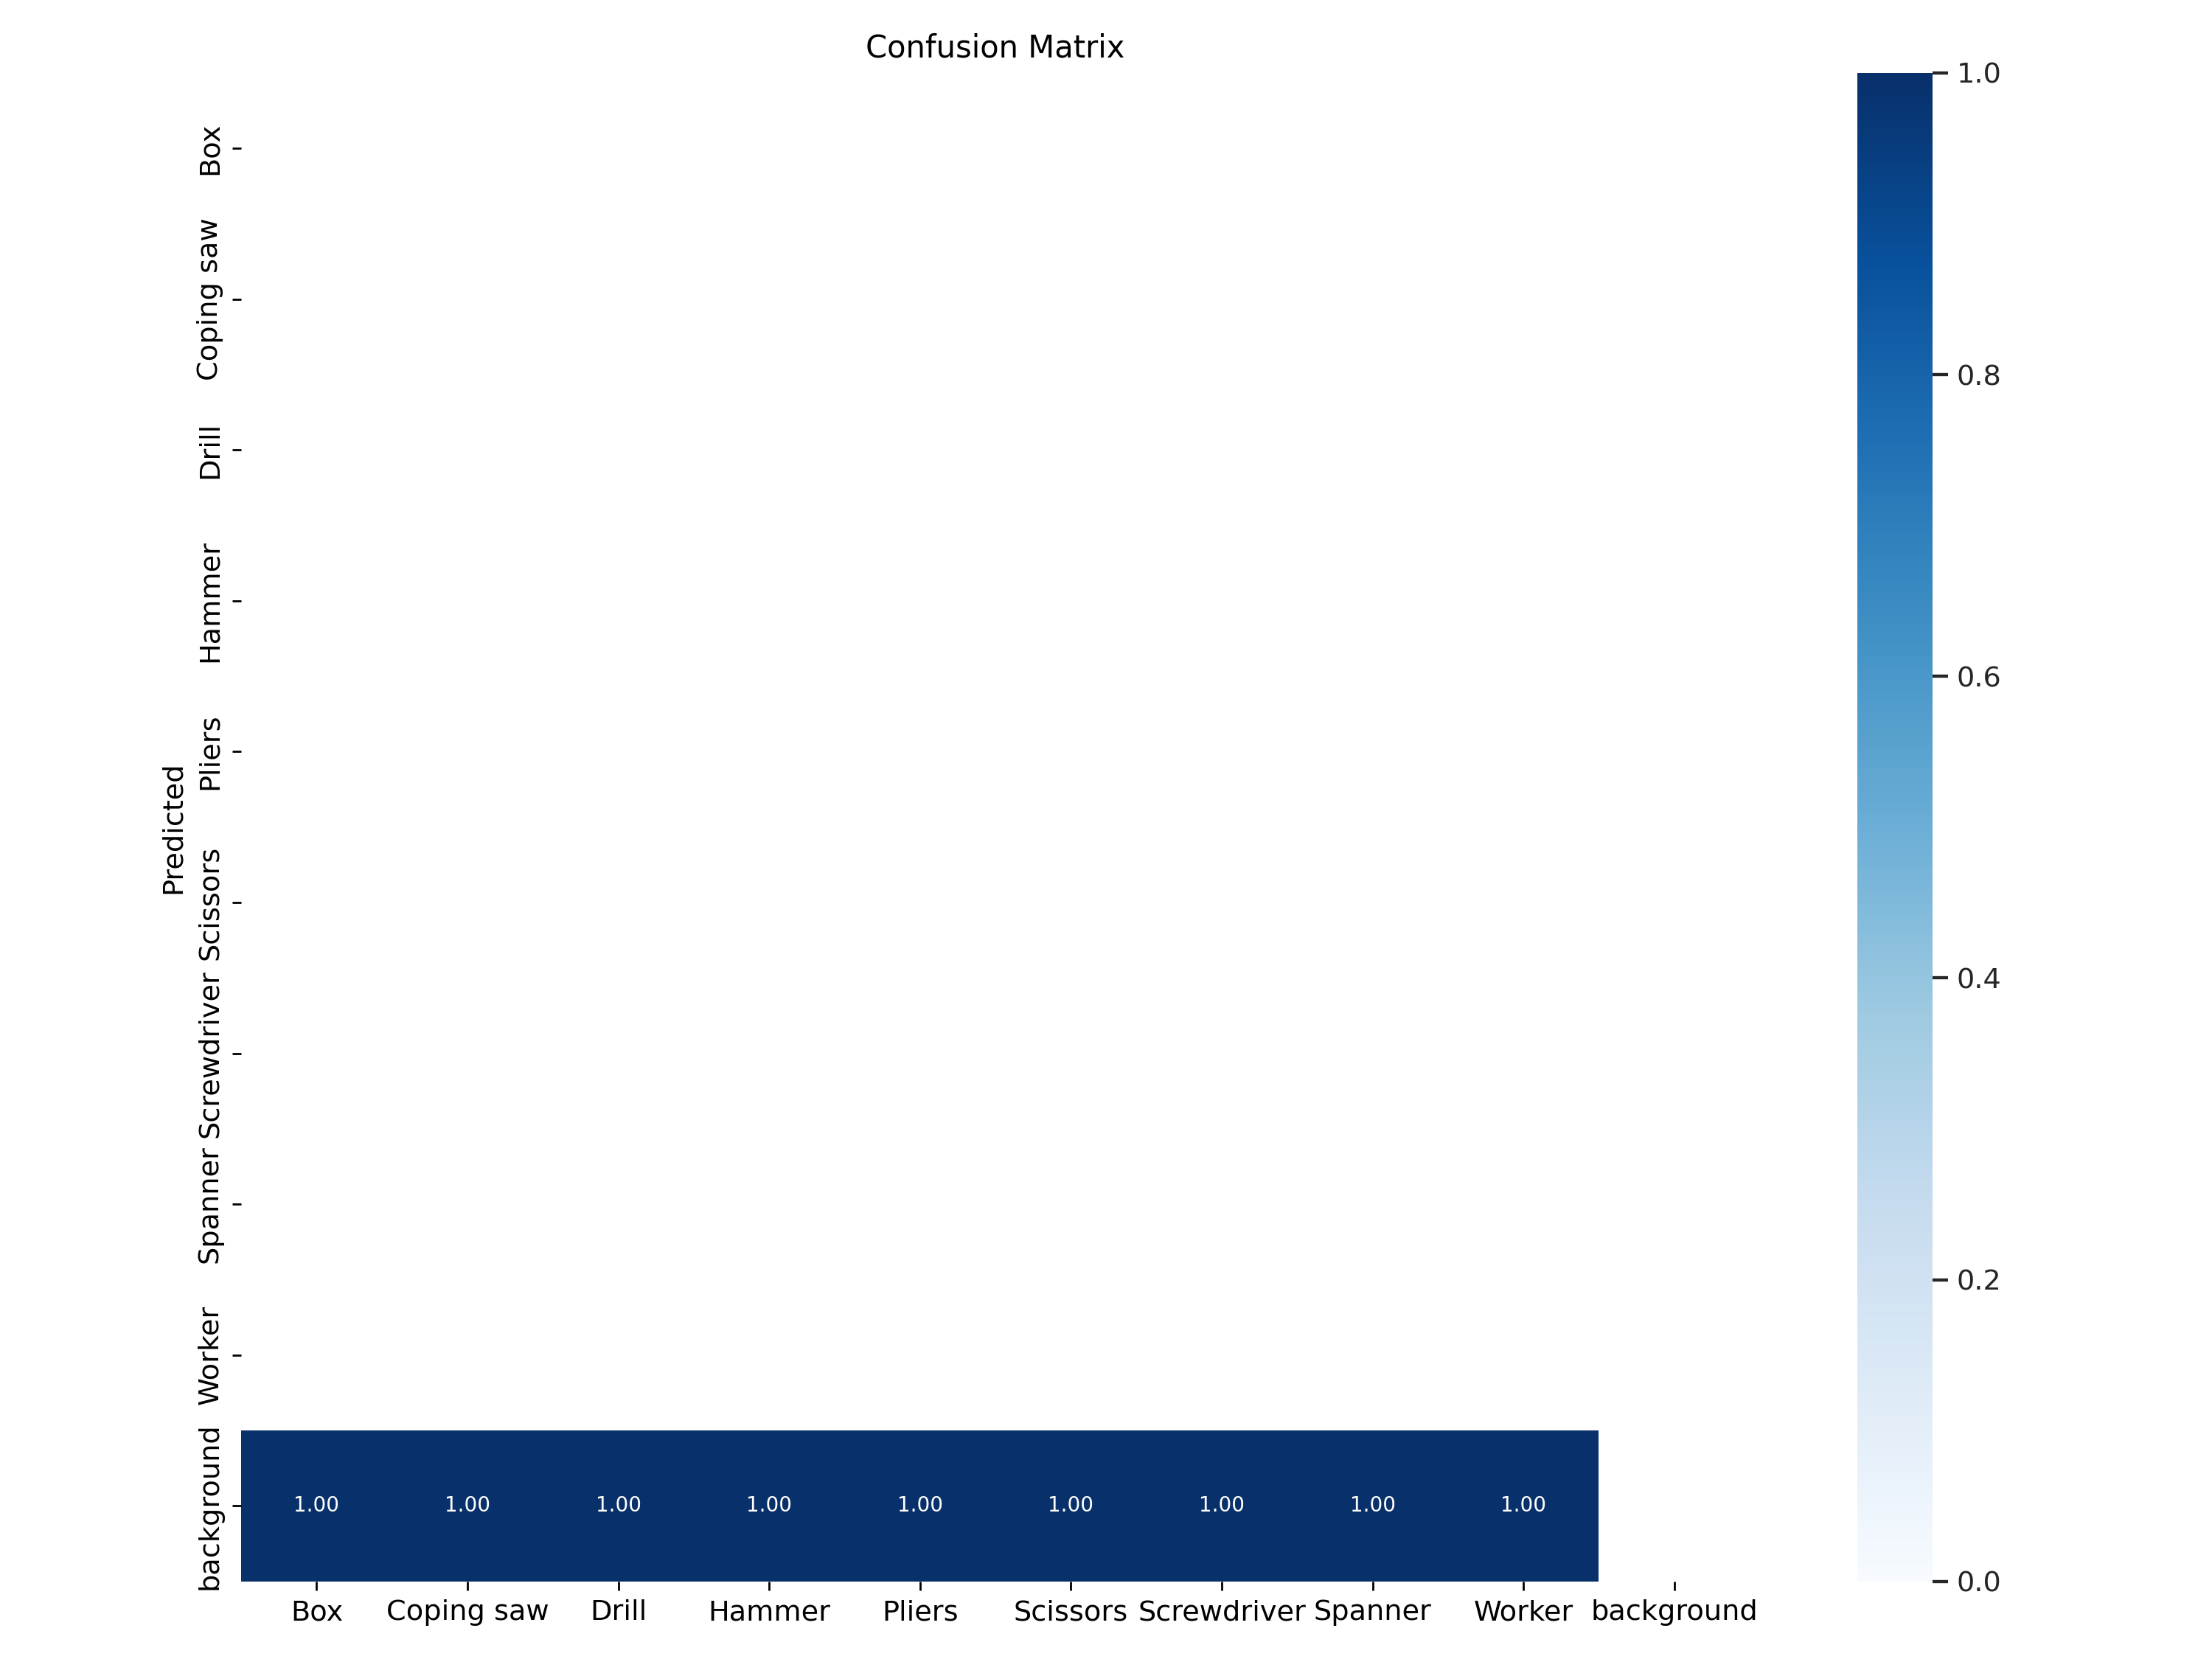 Confusion Matrix
Predicted
Box
Coping saw
Drill
Hammer
Pliers
Scissors
Screwdriver
Spanner
Worker
background
1.00 1.00 1.00 1.00 1.00 1.00 1.00 1.00 1.00
Box Coping saw Drill Hammer Pliers Scissors Screwdriver Spanner Worker background
1.0
0.8
0.6
0.4
0.2
0.0